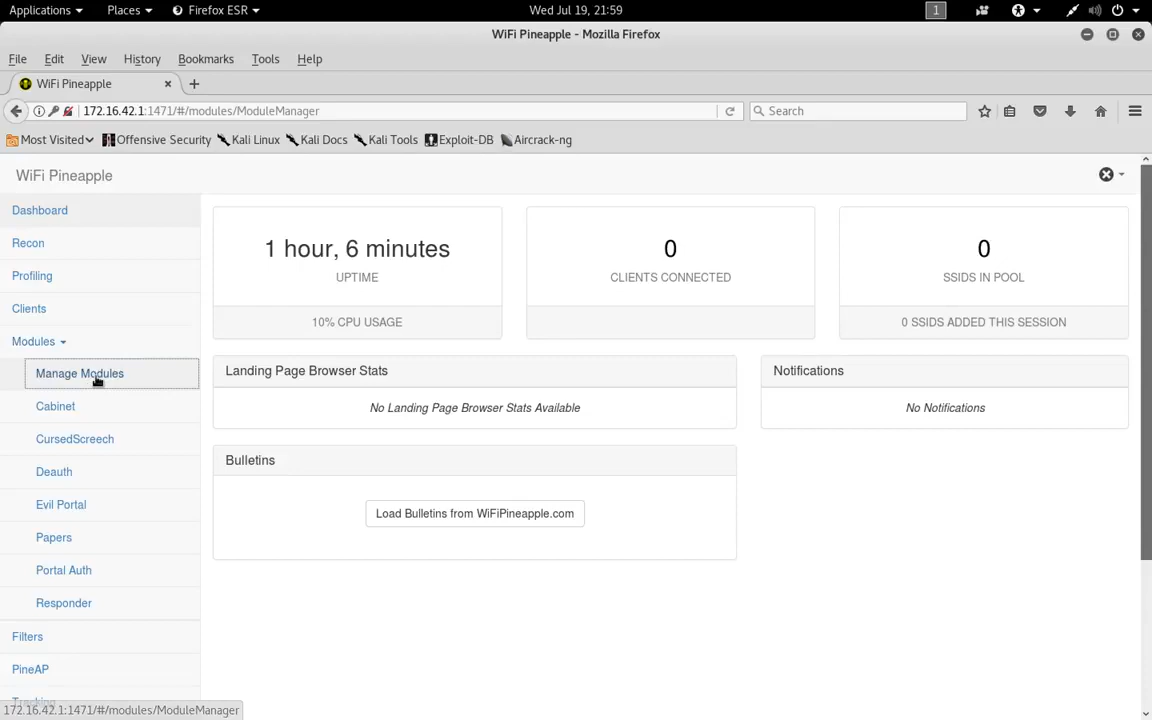 Applications Places Firefox ESR Wed Jul 19, 21:59 1
WiFi Pineapple - Mozilla Firefox
File Edit View History Bookmarks Tools Help
WiFi Pineapple
172.16.42.1:1471/#/modules/ModuleManager Search
Most Visited Offensive Security Kali Linux Kali Docs Kali Tools Exploit-DB Aircrack-ng
WiFi Pineapple
Dashboard
Recon
Profiling
Clients
Modules
Manage Modules
Cabinet
CursedScreech
Deauth
Evil Portal
Papers
Portal Auth
Responder
Filters
PineAP
Tracking
1 hour, 6 minutes
UPTIME
10% CPU USAGE
0
CLIENTS CONNECTED
0
SSIDS IN POOL
0 SSIDS ADDED THIS SESSION
Landing Page Browser Stats
No Landing Page Browser Stats Available
Notifications
No Notifications
Bulletins
Load Bulletins from WiFiPineapple.com
172.16.42.1:1471/#/modules/ModuleManager